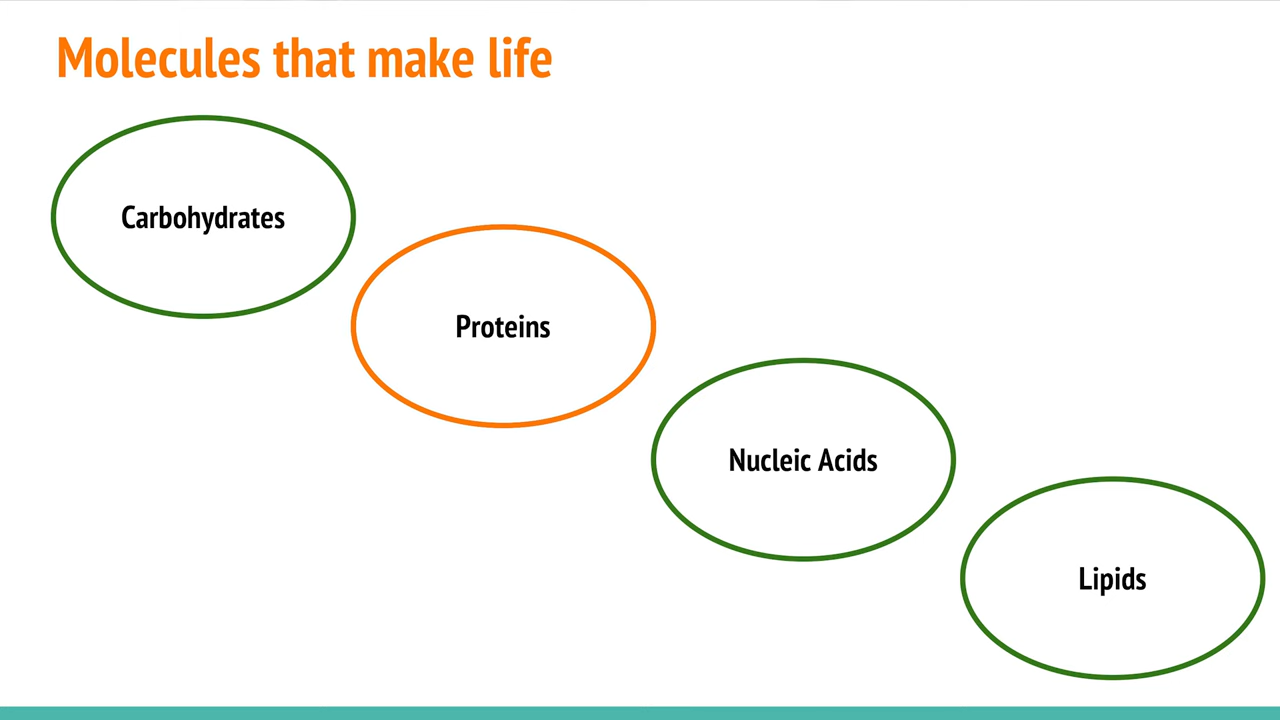 Molecules that make life
Carbohydrates
Proteins
Nucleic Acids
Lipids